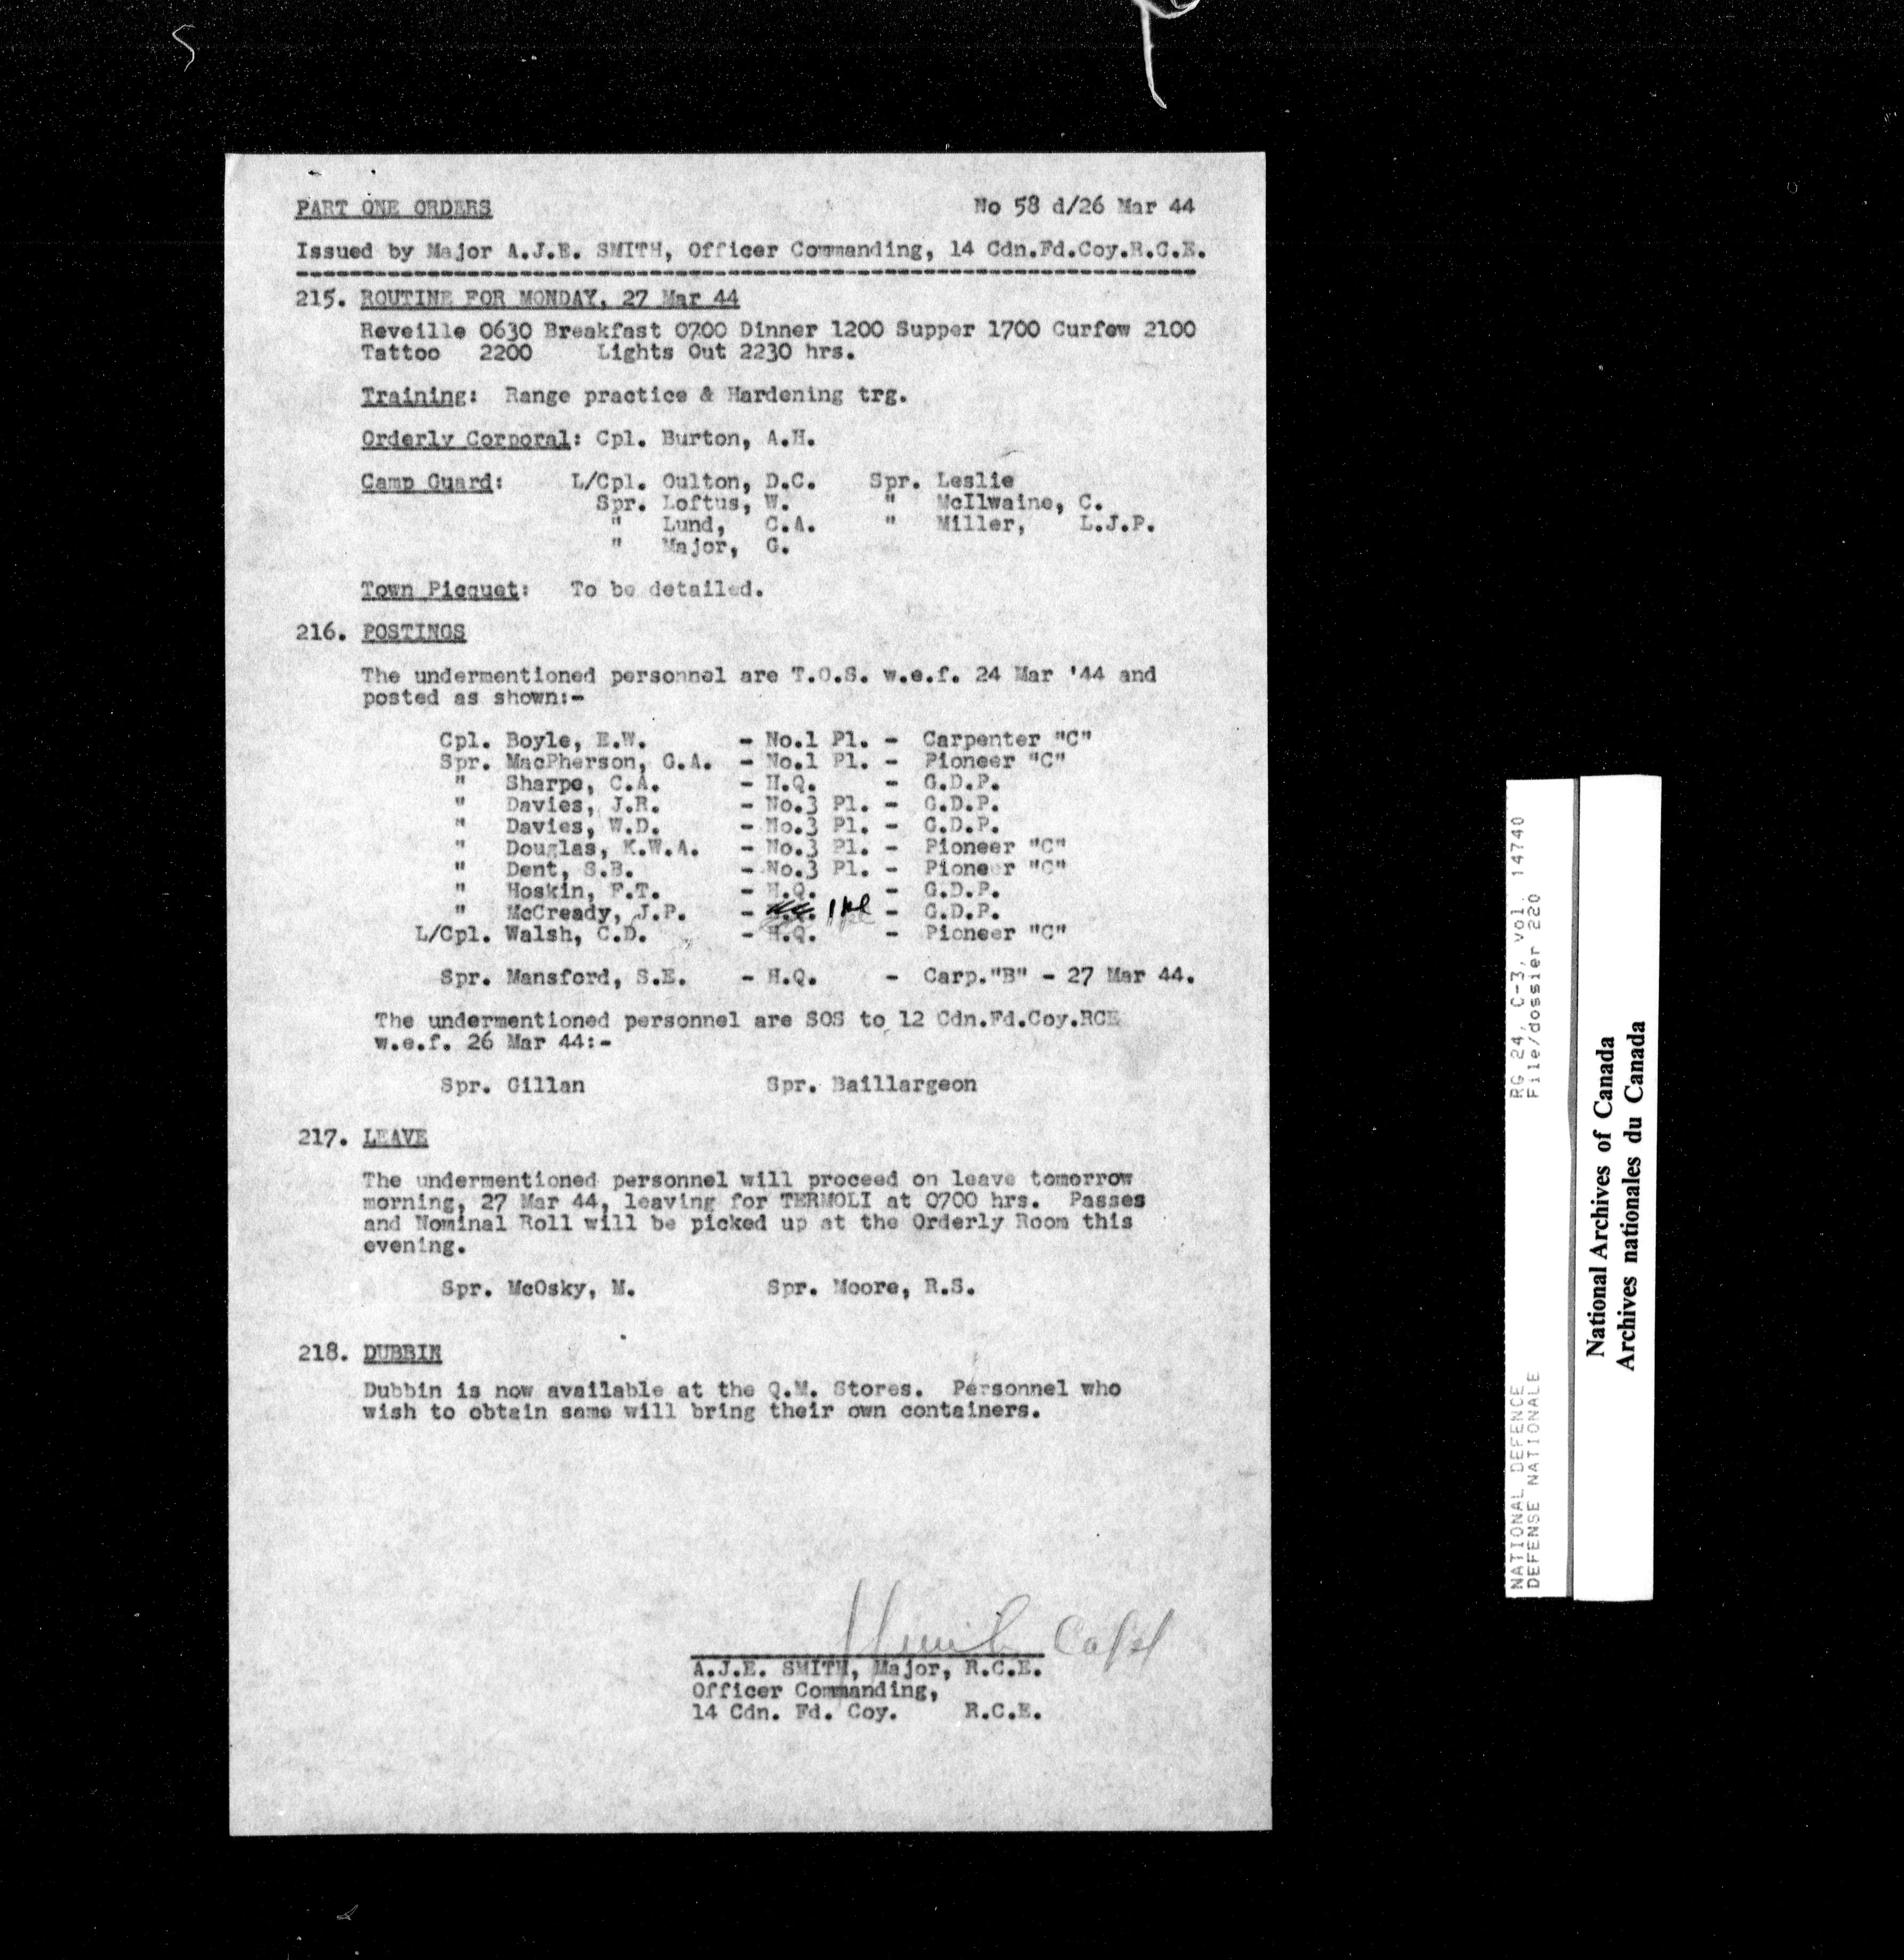 PART ONE ORDERS No 58 d/26 Mar 44
Issued by Major A.J.E. SMITH, Officer Commanding, 14 Cdn.Fd.Coy.R.C.E.
215. ROUTINE FOR MONDAY, 27 Mar 44
Reveille 0630 Breakfast 0700 Dinner 1200 Supper 1700 Curfew 2100
Tattoo 2200 Lights Out 2230 hrs.
Training: Range practice & Hardening trg.
Orderly Corporal: Cpl. Burton, A.H.
Camp Guard: L/Cpl. Oulton, D.C. Spr. Leslie
Spr. Loftus, W. " McIlwaine, C.
" Lund, C.A. " Miller, L.J.P.
" Major, G.
Town Picquet: To be detailed.
216. POSTINGS
The undermentioned personnel are T.O.S. w.e.f. 24 Mar '44 and
posted as shown:-
Cpl. Boyle, E.W. - No.1 Pl. - Carpenter "C"
Spr. MacPherson, G.A. - No.1 Pl. - Pioneer "C"
" Sharpe, C.A. - H.Q. - G.D.P.
" Davies, J.R. - No.3 Pl. - G.D.P.
" Davies, W.D. - No.3 Pl. - G.D.P.
" Douglas, K.W.A. - No.3 Pl. - Pioneer "C"
" Dent, S.B. - No.3 Pl. - Pioneer "C"
" Hoskin, F.T. - H.Q. - G.D.P.
" McCready, J.P. - 1 pl - G.D.P.
L/Cpl. Walsh, C.D. - H.Q. - Pioneer "C"
Spr. Mansford, S.E. - H.Q. - Carp."B" - 27 Mar 44.
The undermentioned personnel are SOS to 12 Cdn.Fd.Coy.RCE
w.e.f. 26 Mar 44:-
Spr. Gillan Spr. Baillargeon
217. LEAVE
The undermentioned personnel will proceed on leave tomorrow
morning, 27 Mar 44, leaving for TERMOLI at 0700 hrs. Passes
and Nominal Roll will be picked up at the Orderly Room this
evening.
Spr. McOsky, M. Spr. Moore, R.S.
218. DUBBIN
Dubbin is now available at the Q.M. Stores. Personnel who
wish to obtain same will bring their own containers.
Capt
A.J.E. SMITH, Major, R.C.E.
Officer Commanding,
14 Cdn. Fd. Coy. R.C.E.
NATIONAL DEFENCE RG 24, C-3, vol. 14740
DEFENSE NATIONALE File/dossier 220
National Archives of Canada
Archives nationales du Canada